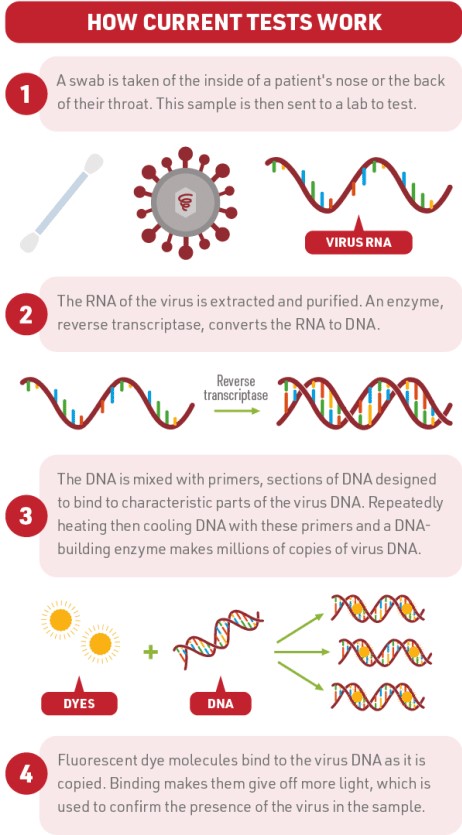 HOW CURRENT TESTS WORK
1
A swab is taken of the inside of a patient's nose or the back
of their throat. This sample is then sent to a lab to test.
VIRUS RNA
2
The RNA of the virus is extracted and purified. An enzyme,
reverse transcriptase, converts the RNA to DNA.
Reverse
transcriptase
3
The DNA is mixed with primers, sections of DNA designed
to bind to characteristic parts of the virus DNA. Repeatedly
heating then cooling DNA with these primers and a DNA-
building enzyme makes millions of copies of virus DNA.
+
DYES
DNA
4
Fluorescent dye molecules bind to the virus DNA as it is
copied. Binding makes them give off more light, which is
used to confirm the presence of the virus in the sample.